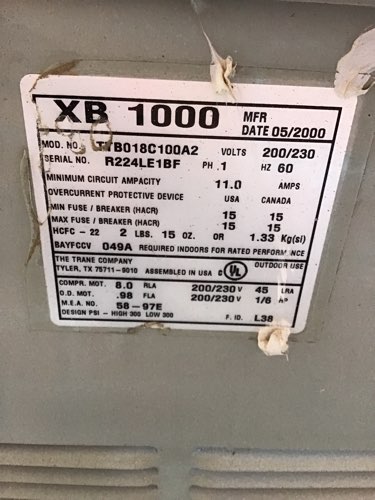 XB 1000 MFR
DATE 05/2000
MOD. NO. B018C100A2 VOLTS 200/230
SERIAL NO. R224LE1BF PH .1 HZ 60
MINIMUM CIRCUIT AMPACITY 11.0 AMPS
OVERCURRENT PROTECTIVE DEVICE USA CANADA
MIN FUSE / BREAKER (HACR) 15 15
MAX FUSE / BREAKER (HACR) 15 15
HCFC - 22 2 LBS. 15 OZ. OR 1.33 Kg(si)
BAYFCCV 049A REQUIRED INDOORS FOR RATED PERFORMANCE
THE TRANE COMPANY
TYLER, TX 75711-9010 ASSEMBLED IN USA C UL OUTDOOR USE
COMPR. MOT. 8.0 RLA 200/230 V 45 LRA
O.D. MOT. .98 FLA 200/230 V 1/6 HP
M.E.A. NO. 58-97E
DESIGN PSI - HIGH 300 LOW 300 F. ID. L38